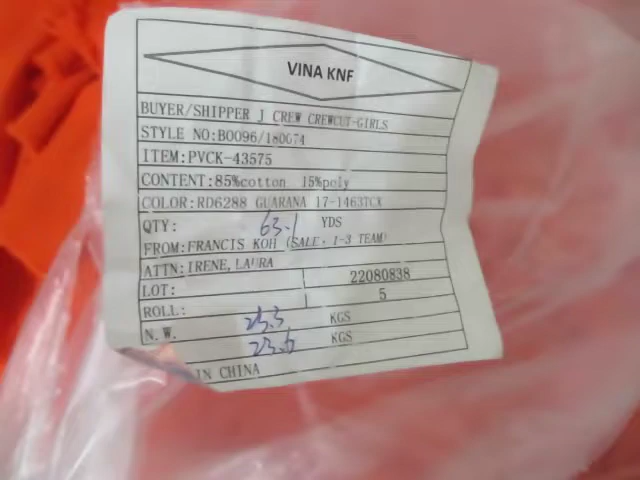 VINA KNF
BUYER/SHIPPER J CREW CREWCUT-GIRLS
STYLE NO:B0096/180074
ITEM:PVCK-43575
CONTENT:85%cotton 15%poly
COLOR:RD6288 GUARANA 17-1463TCX
QTY: 63.1 YDS
FROM:FRANCIS KOH (SALE, 1-3 TEAM)
ATTN:IRENE, LAURA
LOT: 22080838
ROLL: 5
N.W. 23.3 KGS
23.6 KGS
IN CHINA